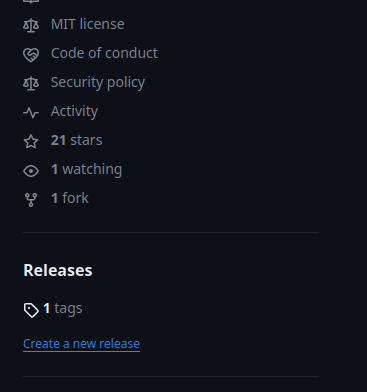 MIT license
Code of conduct
Security policy
Activity
21 stars
1 watching
1 fork
Releases
1 tags
Create a new release